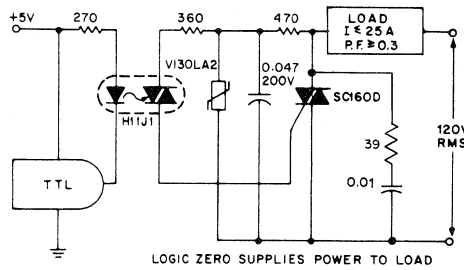 +5V
270
360
470
LOAD
I ≤ 25A
P.F. ≥ 0.3
V130LA2
0.047
200V
SC160D
H11J1
39
120V
RMS
TTL
0.01
LOGIC ZERO SUPPLIES POWER TO LOAD